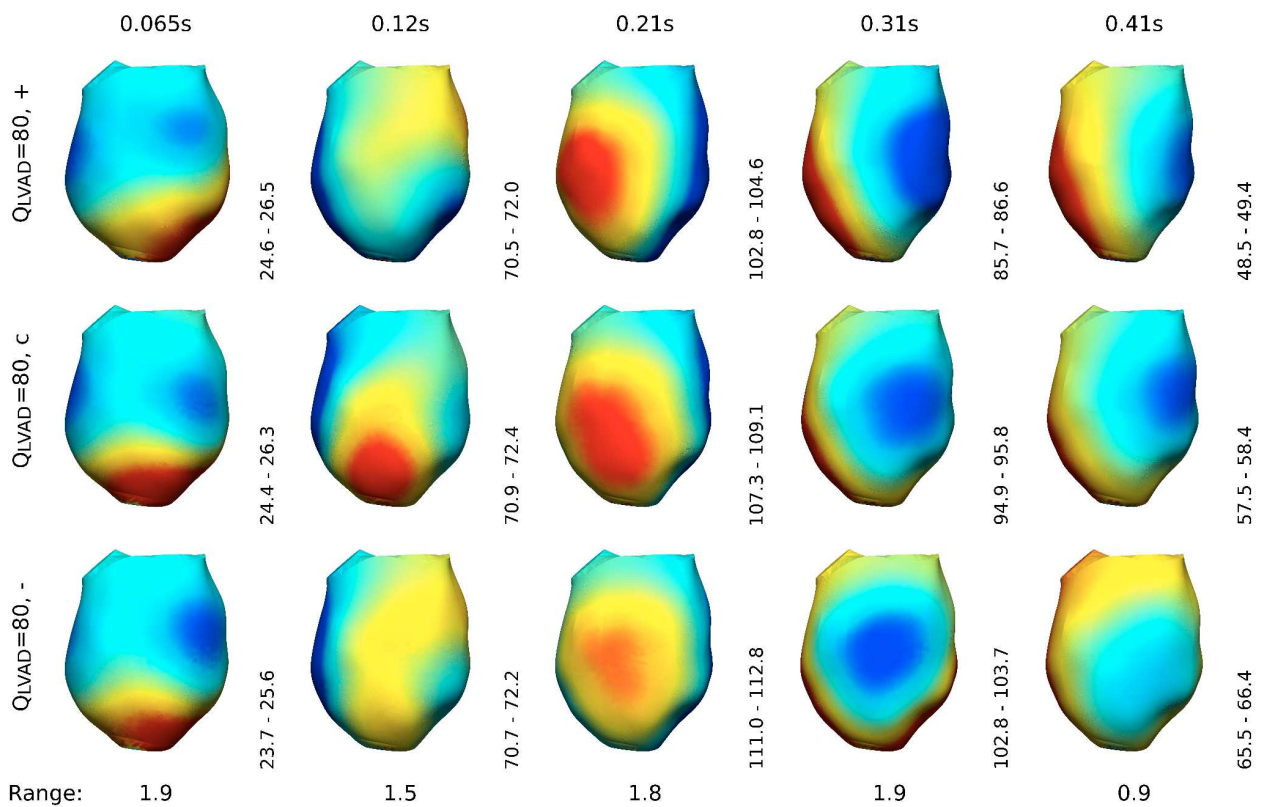 0.065s 0.12s 0.21s 0.31s 0.41s
QLVAD=80, +
24.6 - 26.5
70.5 - 72.0
102.8 - 104.6
85.7 - 86.6
48.5 - 49.4
QLVAD=80, c
24.4 - 26.3
70.9 - 72.4
107.3 - 109.1
94.9 - 95.8
57.5 - 58.4
QLVAD=80, -
23.7 - 25.6
70.7 - 72.2
111.0 - 112.8
102.8 - 103.7
65.5 - 66.4
Range: 1.9 1.5 1.8 1.9 0.9